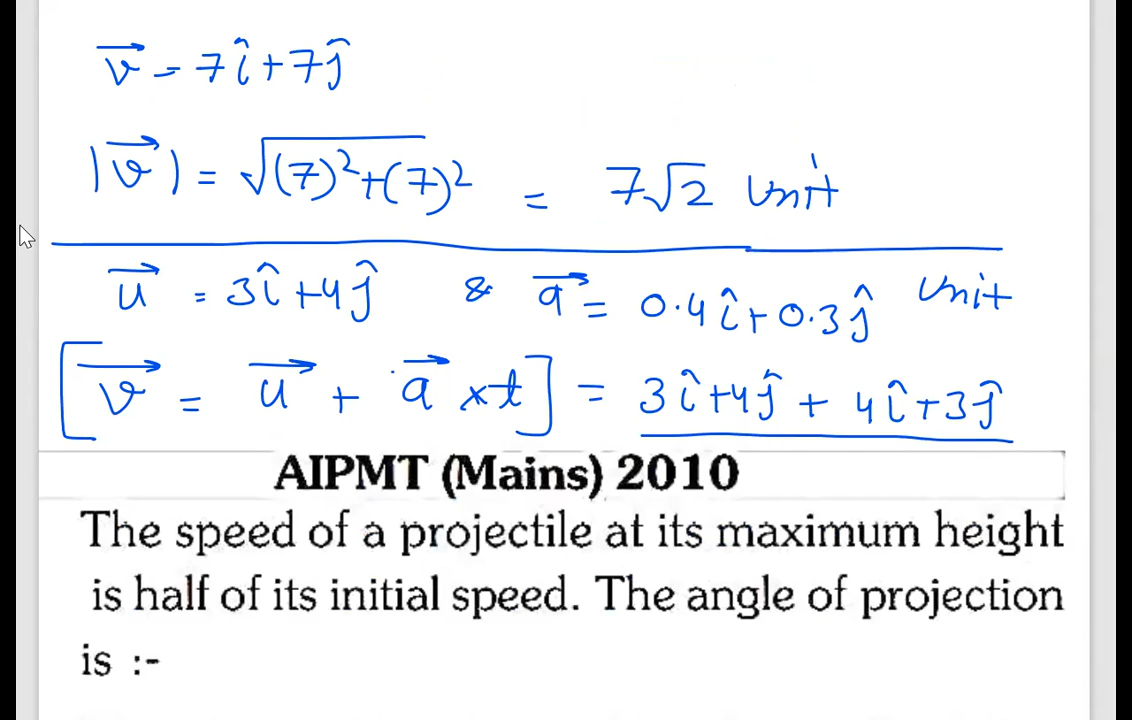 v⃗ = 7î+7ĵ
|v⃗| = √(7)²+(7)² = 7√2 unit
u⃗ = 3î+4ĵ & a⃗ = 0.4î+0.3ĵ unit
[v⃗ = u⃗ + a⃗ ×t] = 3î+4ĵ + 4î+3ĵ
AIPMT (Mains) 2010
The speed of a projectile at its maximum height
is half of its initial speed. The angle of projection
is :-